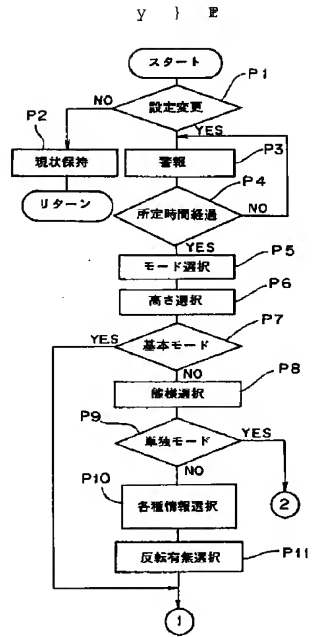 スタート
P1
設定変更
NO
YES
P2
現状保持
リターン
警報
P3
P4
所定時間経過
NO
YES
モード選択
P5
高さ選択
P6
基本モード
P7
YES
NO
態様選択
P8
P9
単独モード
YES
NO
P10
各種情報選択
2
反転有無選択
P11
1